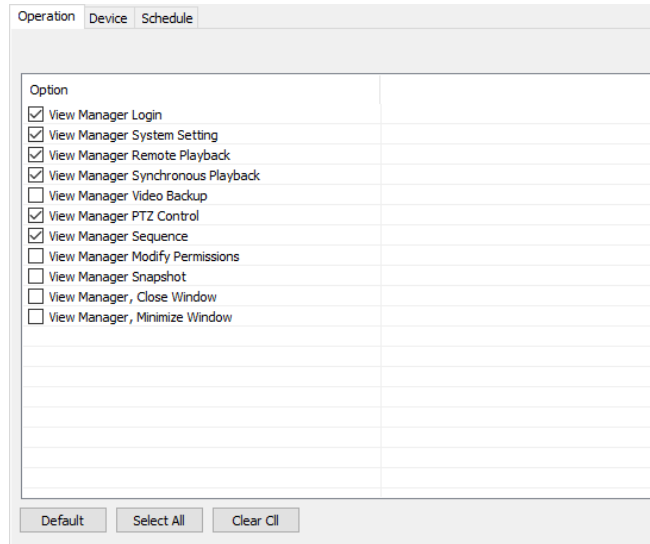 Operation Device Schedule
Option
View Manager Login
View Manager System Setting
View Manager Remote Playback
View Manager Synchronous Playback
View Manager Video Backup
View Manager PTZ Control
View Manager Sequence
View Manager Modify Permissions
View Manager Snapshot
View Manager, Close Window
View Manager, Minimize Window
Default Select All Clear Cll